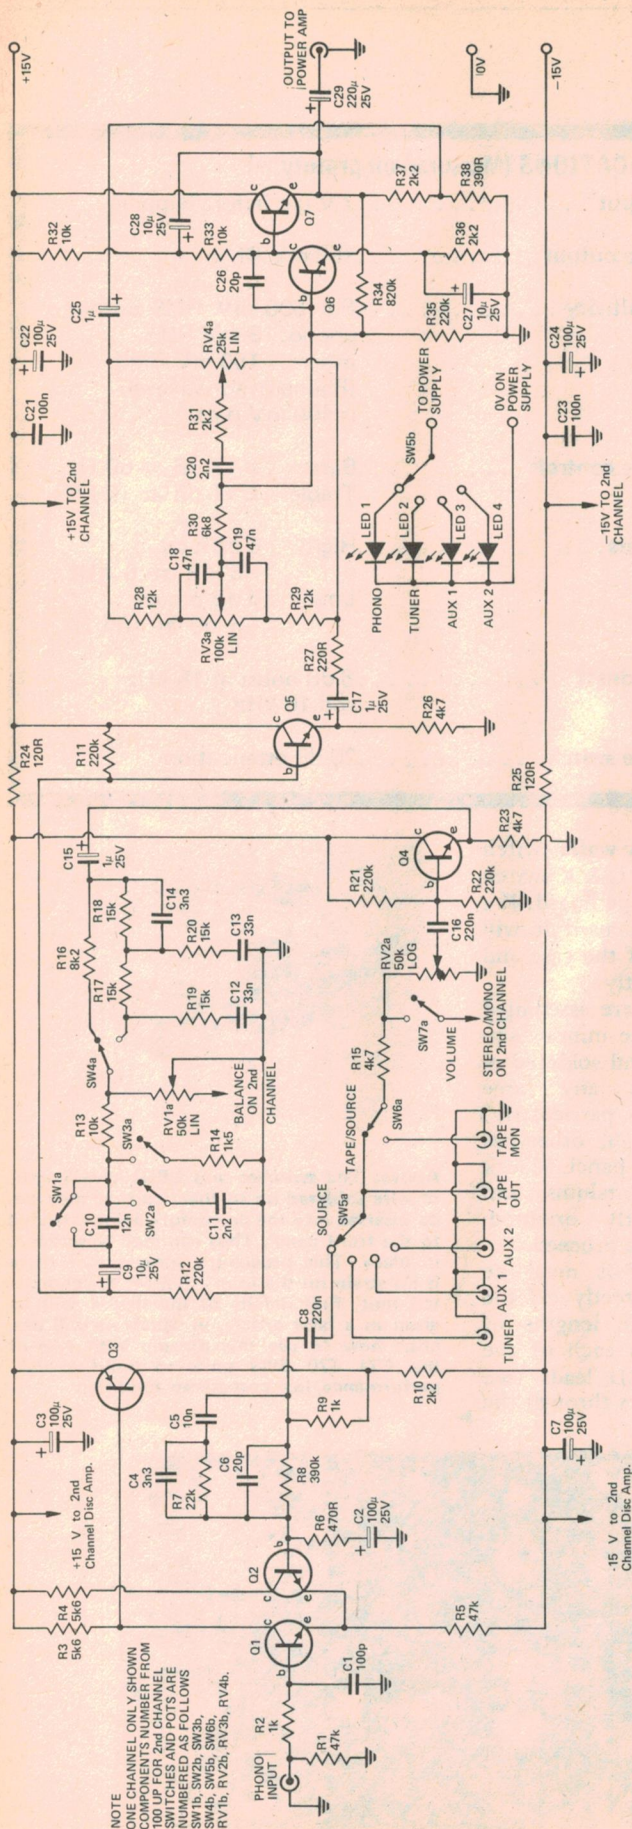 NOTE
ONE CHANNEL ONLY SHOWN
COMPONENTS NUMBER FROM
100 UP FOR 2nd CHANNEL
SWITCHES AND POTS ARE
NUMBERED AS FOLLOWS
SW1b, SW2b, SW3b,
SW4b, SW5b, SW6b,
RV1b, RV2b, RV3b, RV4b.
PHONO
INPUT
R1
47k
R2
1k
C1
100p
Q1
b
c
e
R3
5k6
R4
5k6
R5
47k
Q2
b
c
e
R6
470R
C2
100µ
25V
+
+15 V to 2nd
Channel Disc Amp.
C3
100µ
25V
+
C4
3n3
R7
22k
C5
10n
C6
20p
R8
390k
R9
1k
Q3
R10
2k2
C7
100µ
25V
+
-15 V to 2nd
Channel Disc Amp.
C8
220n
SOURCE
SW5a
TUNER
AUX 1
AUX 2
TAPE
OUT
TAPE
MON
TAPE/SOURCE
SW6a
R15
4k7
SW7a
VOLUME
STEREO/MONO
ON 2nd CHANNEL
RV2a
50k
LOG
C16
220n
R21
220k
R22
220k
Q4
b
c
e
R23
4k7
R12
220k
C9
10µ
25V
+
C10
12n
SW1a
SW2a
C11
2n2
SW3a
R13
10k
R14
1k5
RV1a
50k
LIN
BALANCE
ON 2nd
CHANNEL
SW4a
R16
8k2
R17
15k
R18
15k
C14
3n3
R19
15k
C12
33n
R20
15k
C13
33n
C15
1µ
25V
+
R24
120R
R11
220k
Q5
b
c
e
R25
120R
R26
4k7
C17
1µ
25V
+
R27
220R
R28
12k
RV3a
100k
LIN
C18
47n
C19
47n
R29
12k
R30
6k8
C20
2n2
R31
2k2
RV4a
25k
LIN
+15V TO 2nd
CHANNEL
C21
100n
C22
100µ
25V
+
C25
1µ
+
R32
10k
C28
10µ
25V
+
R33
10k
C26
20p
Q6
b
c
e
Q7
b
c
e
R34
820k
R35
220k
C27
10µ
25V
+
R36
2k2
R37
2k2
R38
390R
C29
220µ
25V
+
OUTPUT TO
POWER AMP
+15V
0V
–15V
PHONO
TUNER
AUX 1
AUX 2
LED 1
LED 2
LED 3
LED 4
SW5b
TO POWER
SUPPLY
0V ON
POWER
SUPPLY
–15V TO 2nd
CHANNEL
C23
100n
C24
100µ
25V
+